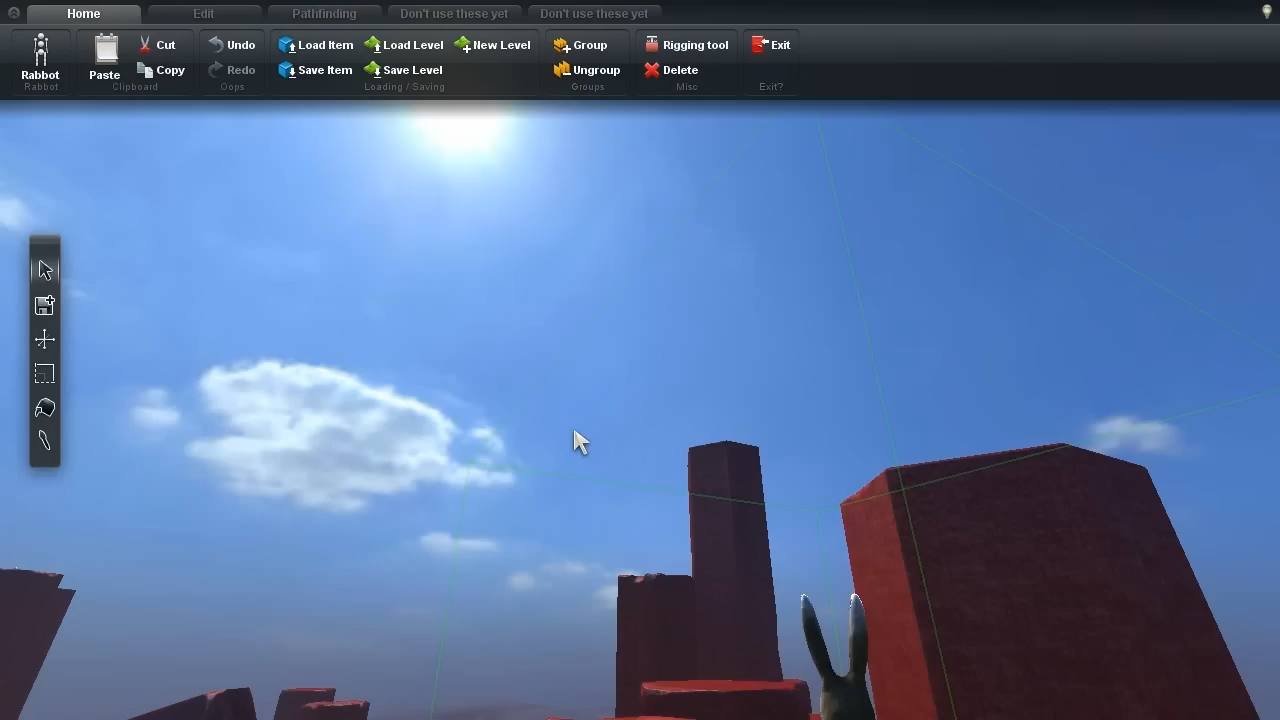 Home Edit Pathfinding Don't use these yet Don't use these yet
Cut Undo Load Item Load Level New Level Group Rigging tool Exit
Rabbot Paste Copy Redo Save Item Save Level Ungroup Delete
Rabbot Clipboard Oops Loading / Saving Groups Misc Exit?